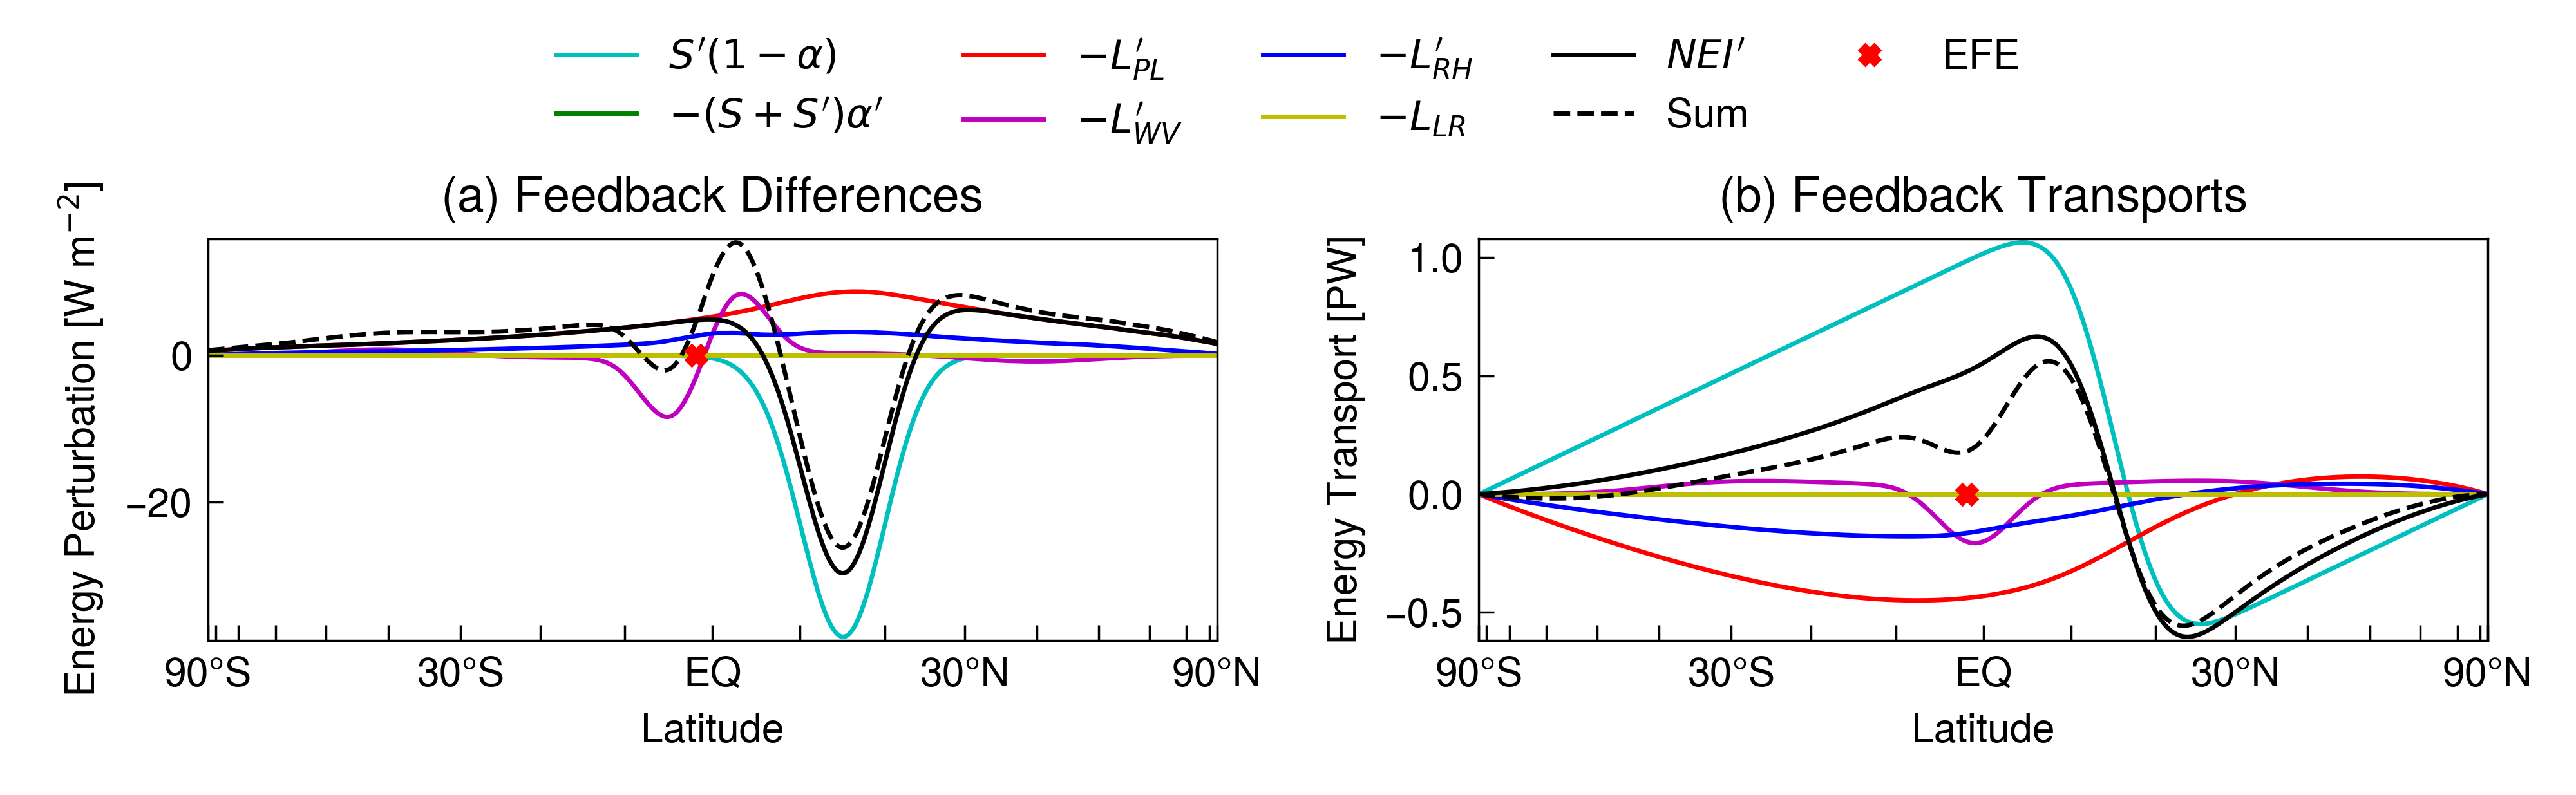 S′(1 − α) −L′PL −L′RH NEI′ EFE
−(S + S′)α′ −L′WV −LLR Sum
(a) Feedback Differences
Energy Perturbation [W m−2]
0
−20
90°S 30°S EQ 30°N 90°N
Latitude
(b) Feedback Transports
Energy Transport [PW]
1.0
0.5
0.0
−0.5
90°S 30°S EQ 30°N 90°N
Latitude